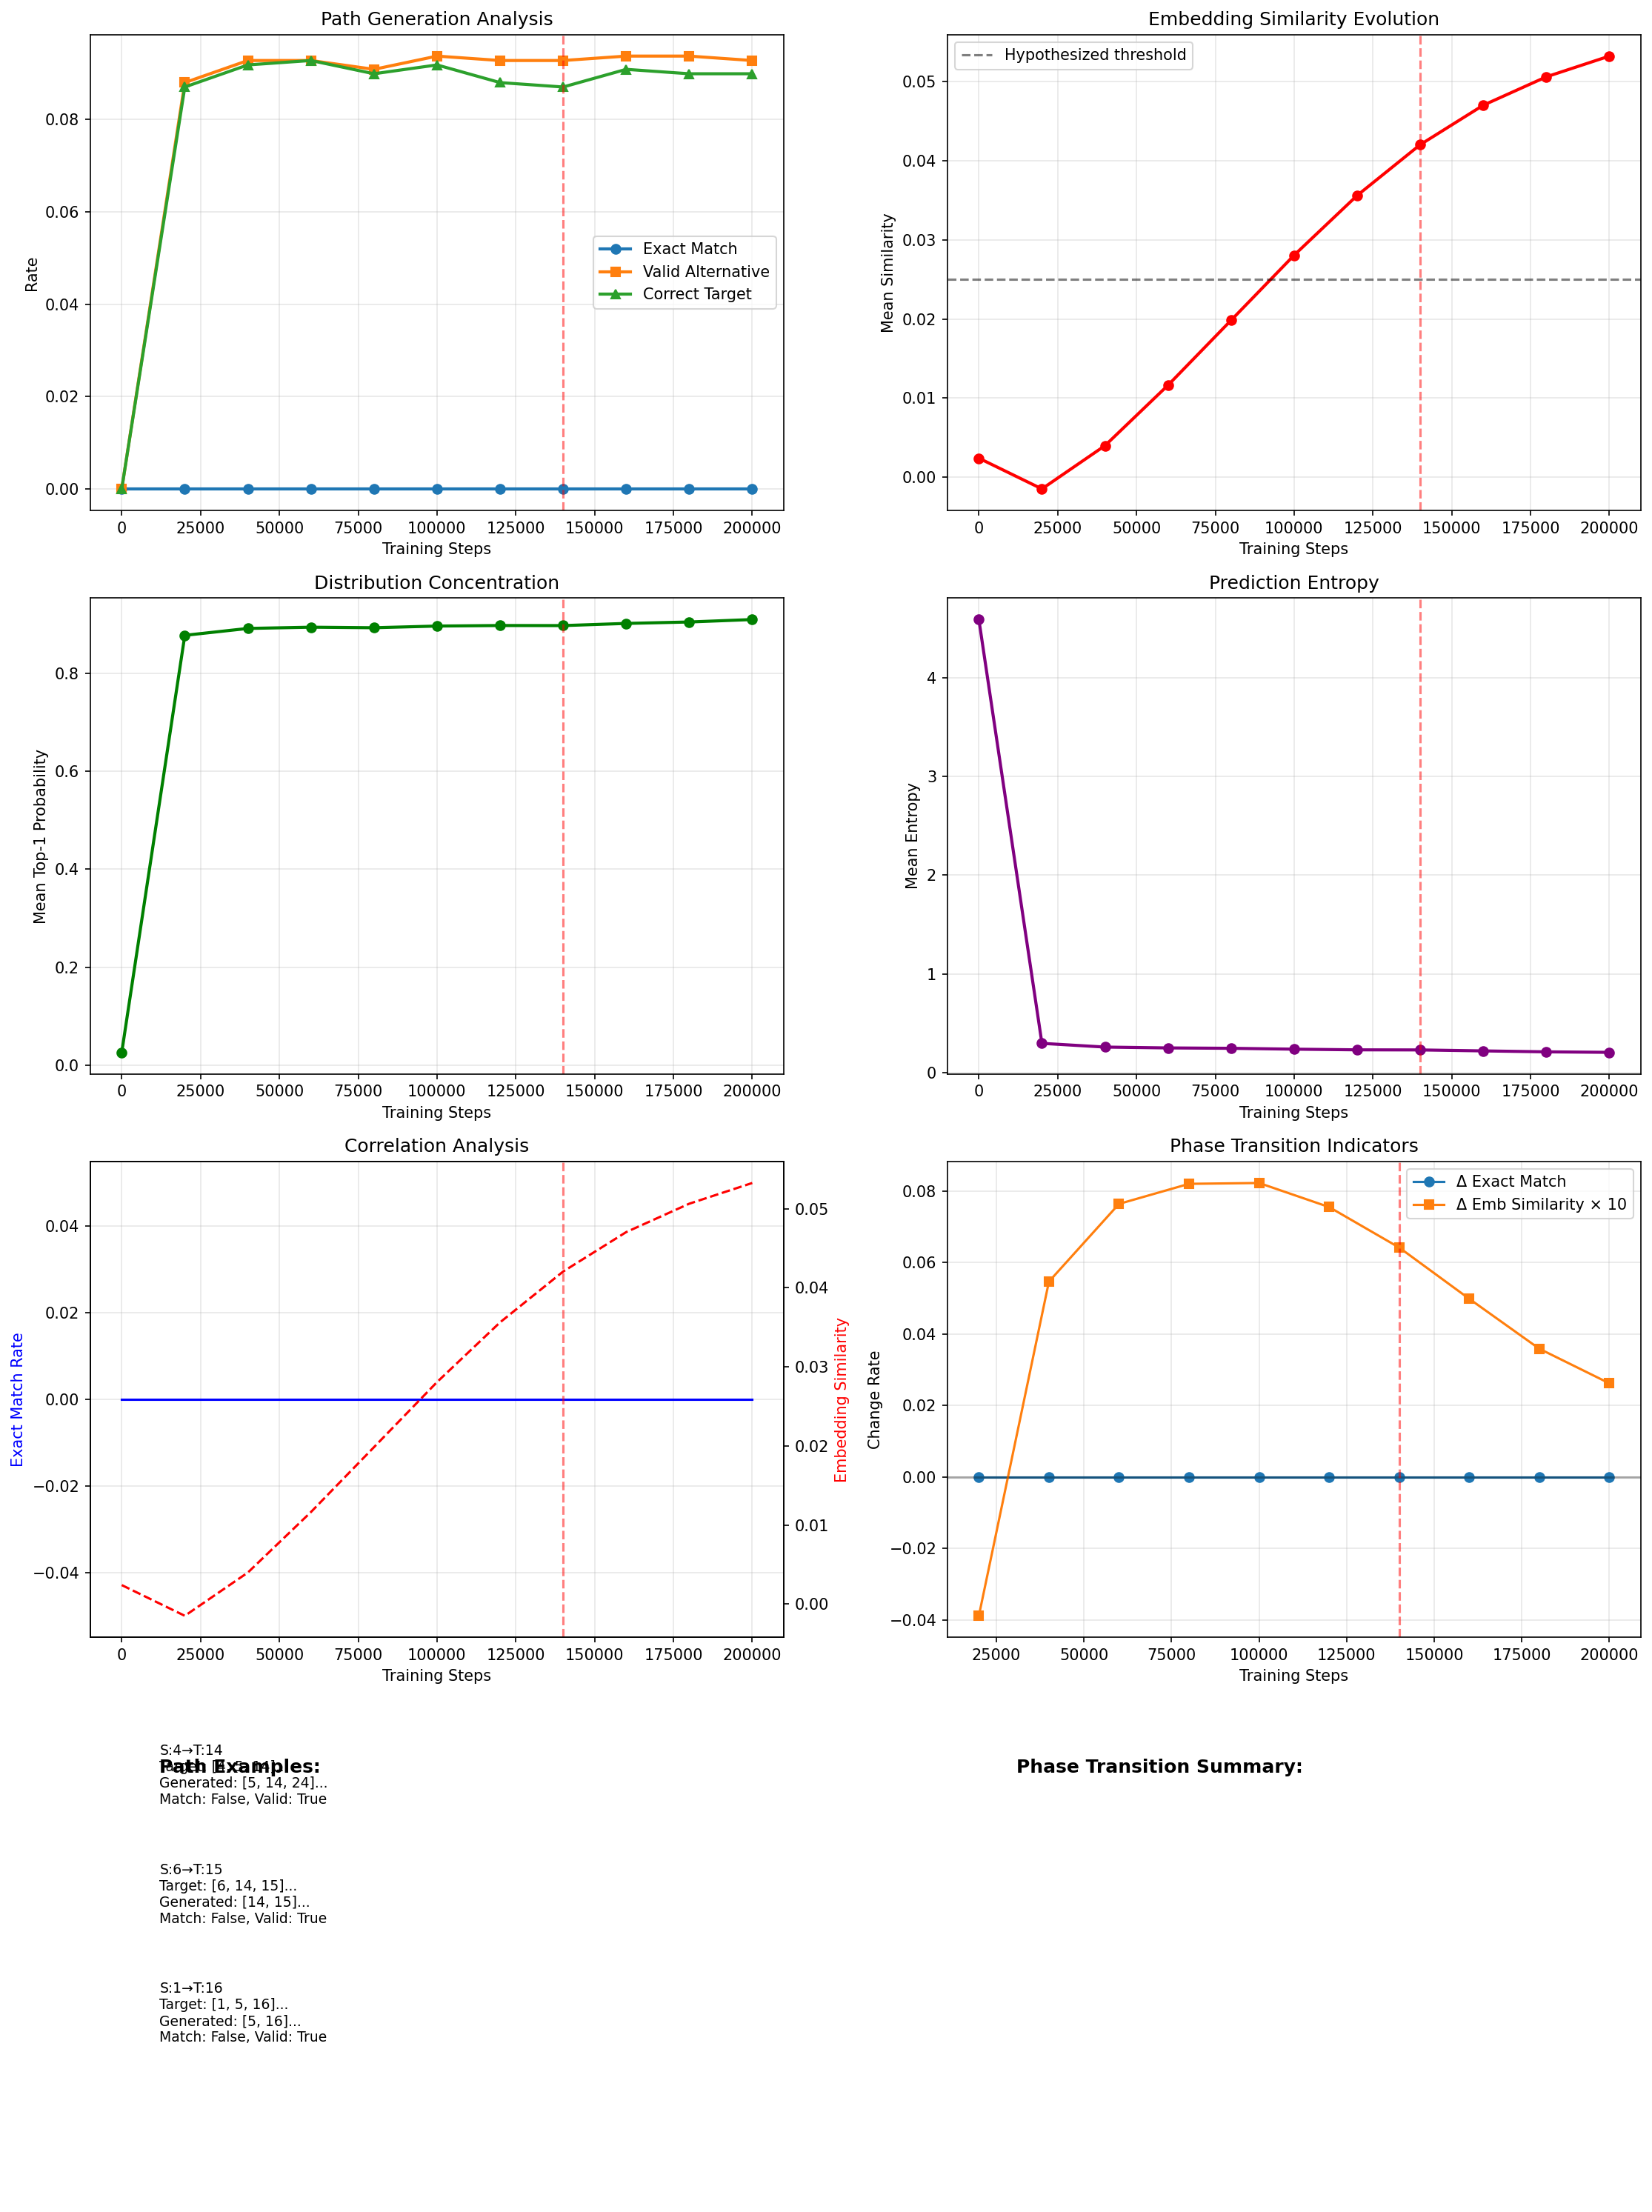 Path Generation Analysis
Rate
0.08
0.06
0.04
0.02
0.00
Exact Match
Valid Alternative
Correct Target
0 25000 50000 75000 100000 125000 150000 175000 200000
Training Steps
Embedding Similarity Evolution
Mean Similarity
0.05
0.04
0.03
0.02
0.01
0.00
Hypothesized threshold
0 25000 50000 75000 100000 125000 150000 175000 200000
Training Steps
Distribution Concentration
Mean Top-1 Probability
0.8
0.6
0.4
0.2
0.0
0 25000 50000 75000 100000 125000 150000 175000 200000
Training Steps
Prediction Entropy
Mean Entropy
4
3
2
1
0
0 25000 50000 75000 100000 125000 150000 175000 200000
Training Steps
Correlation Analysis
Exact Match Rate
0.04
0.02
0.00
−0.02
−0.04
0.05
0.04
0.03
0.02
0.01
0.00
Embedding Similarity
0 25000 50000 75000 100000 125000 150000 175000 200000
Training Steps
Phase Transition Indicators
Change Rate
0.08
0.06
0.04
0.02
0.00
−0.02
−0.04
Δ Exact Match
Δ Emb Similarity × 10
25000 50000 75000 100000 125000 150000 175000 200000
Training Steps
S:4→T:14
Path Examples:
Generated: [5, 14, 24]...
Match: False, Valid: True
S:6→T:15
Target: [6, 14, 15]...
Generated: [14, 15]...
Match: False, Valid: True
S:1→T:16
Target: [1, 5, 16]...
Generated: [5, 16]...
Match: False, Valid: True
Phase Transition Summary: